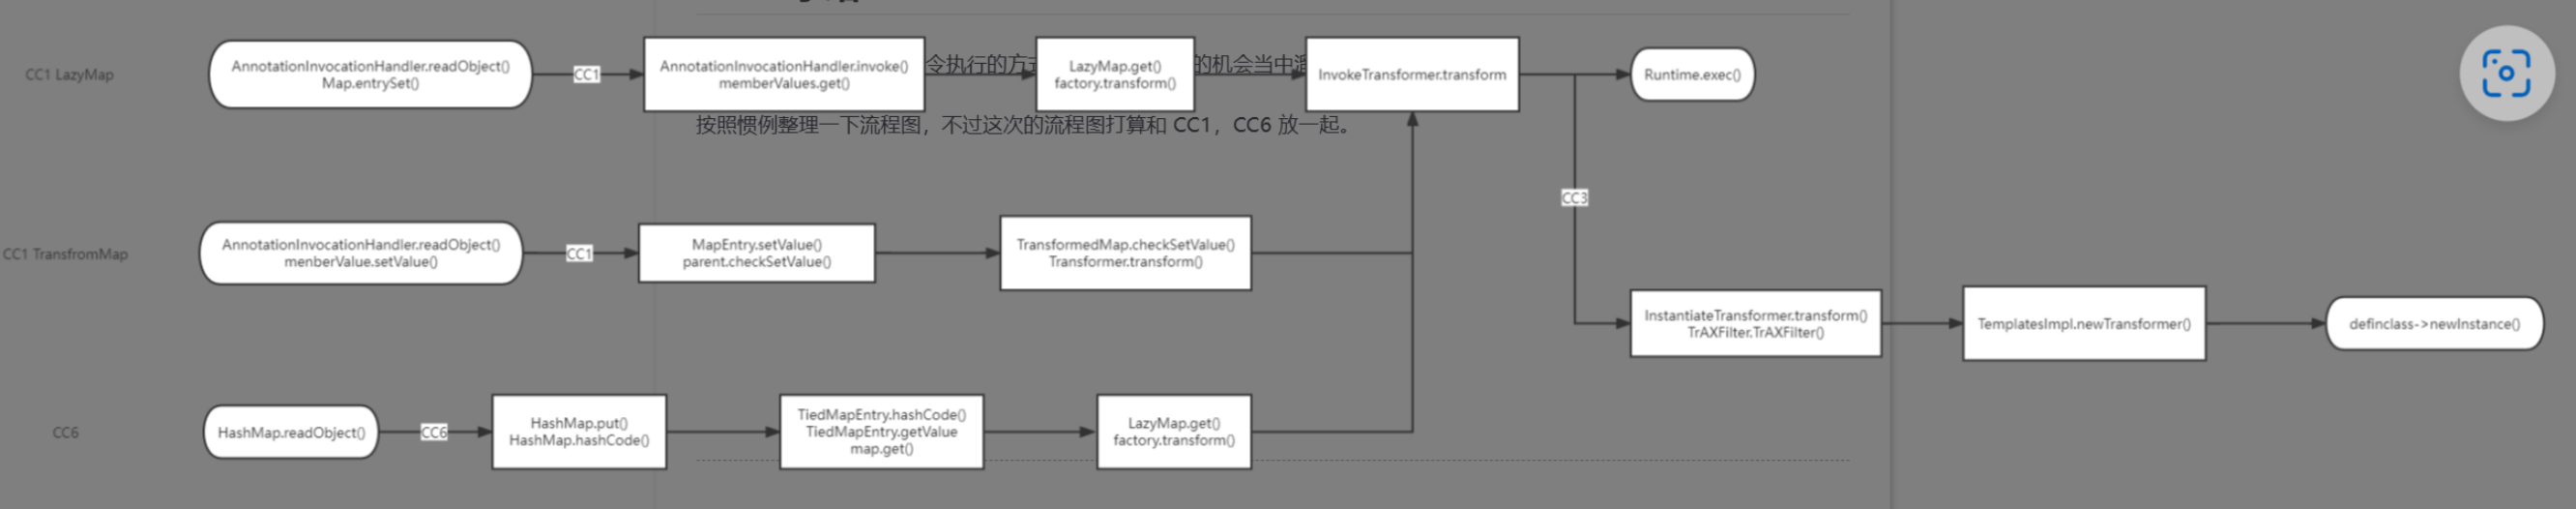 CC1 LazyMap
AnnotationInvocationHandler.readObject()
Map.entrySet()
CC1
AnnotationInvocationHandler.invoke()
memberValues.get()
令执行的方式
LazyMap.get()
factory.transform()
的机会当中
InvokeTransformer.transform
Runtime.exec()
按照惯例整理一下流程图，不过这次的流程图打算和 CC1，CC6 放一起。
CC3
CC1 TransfromMap
AnnotationInvocationHandler.readObject()
menberValue.setValue()
CC1
MapEntry.setValue()
parent.checkSetValue()
TransformedMap.checkSetValue()
Transformer.transform()
InstantiateTransformer.transform()
TrAXFilter.TrAXFilter()
TemplatesImpl.newTransformer()
definclass->newInstance()
CC6
HashMap.readObject()
CC6
HashMap.put()
HashMap.hashCode()
TiedMapEntry.hashCode()
TiedMapEntry.getValue
map.get()
LazyMap.get()
factory.transform()